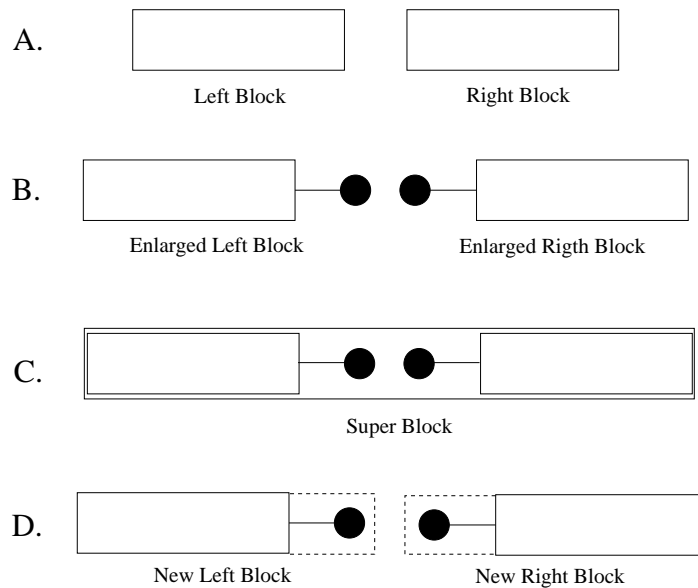 A.
Left Block Right Block
B.
Enlarged Left Block Enlarged Rigth Block
C.
Super Block
D.
New Left Block New Right Block